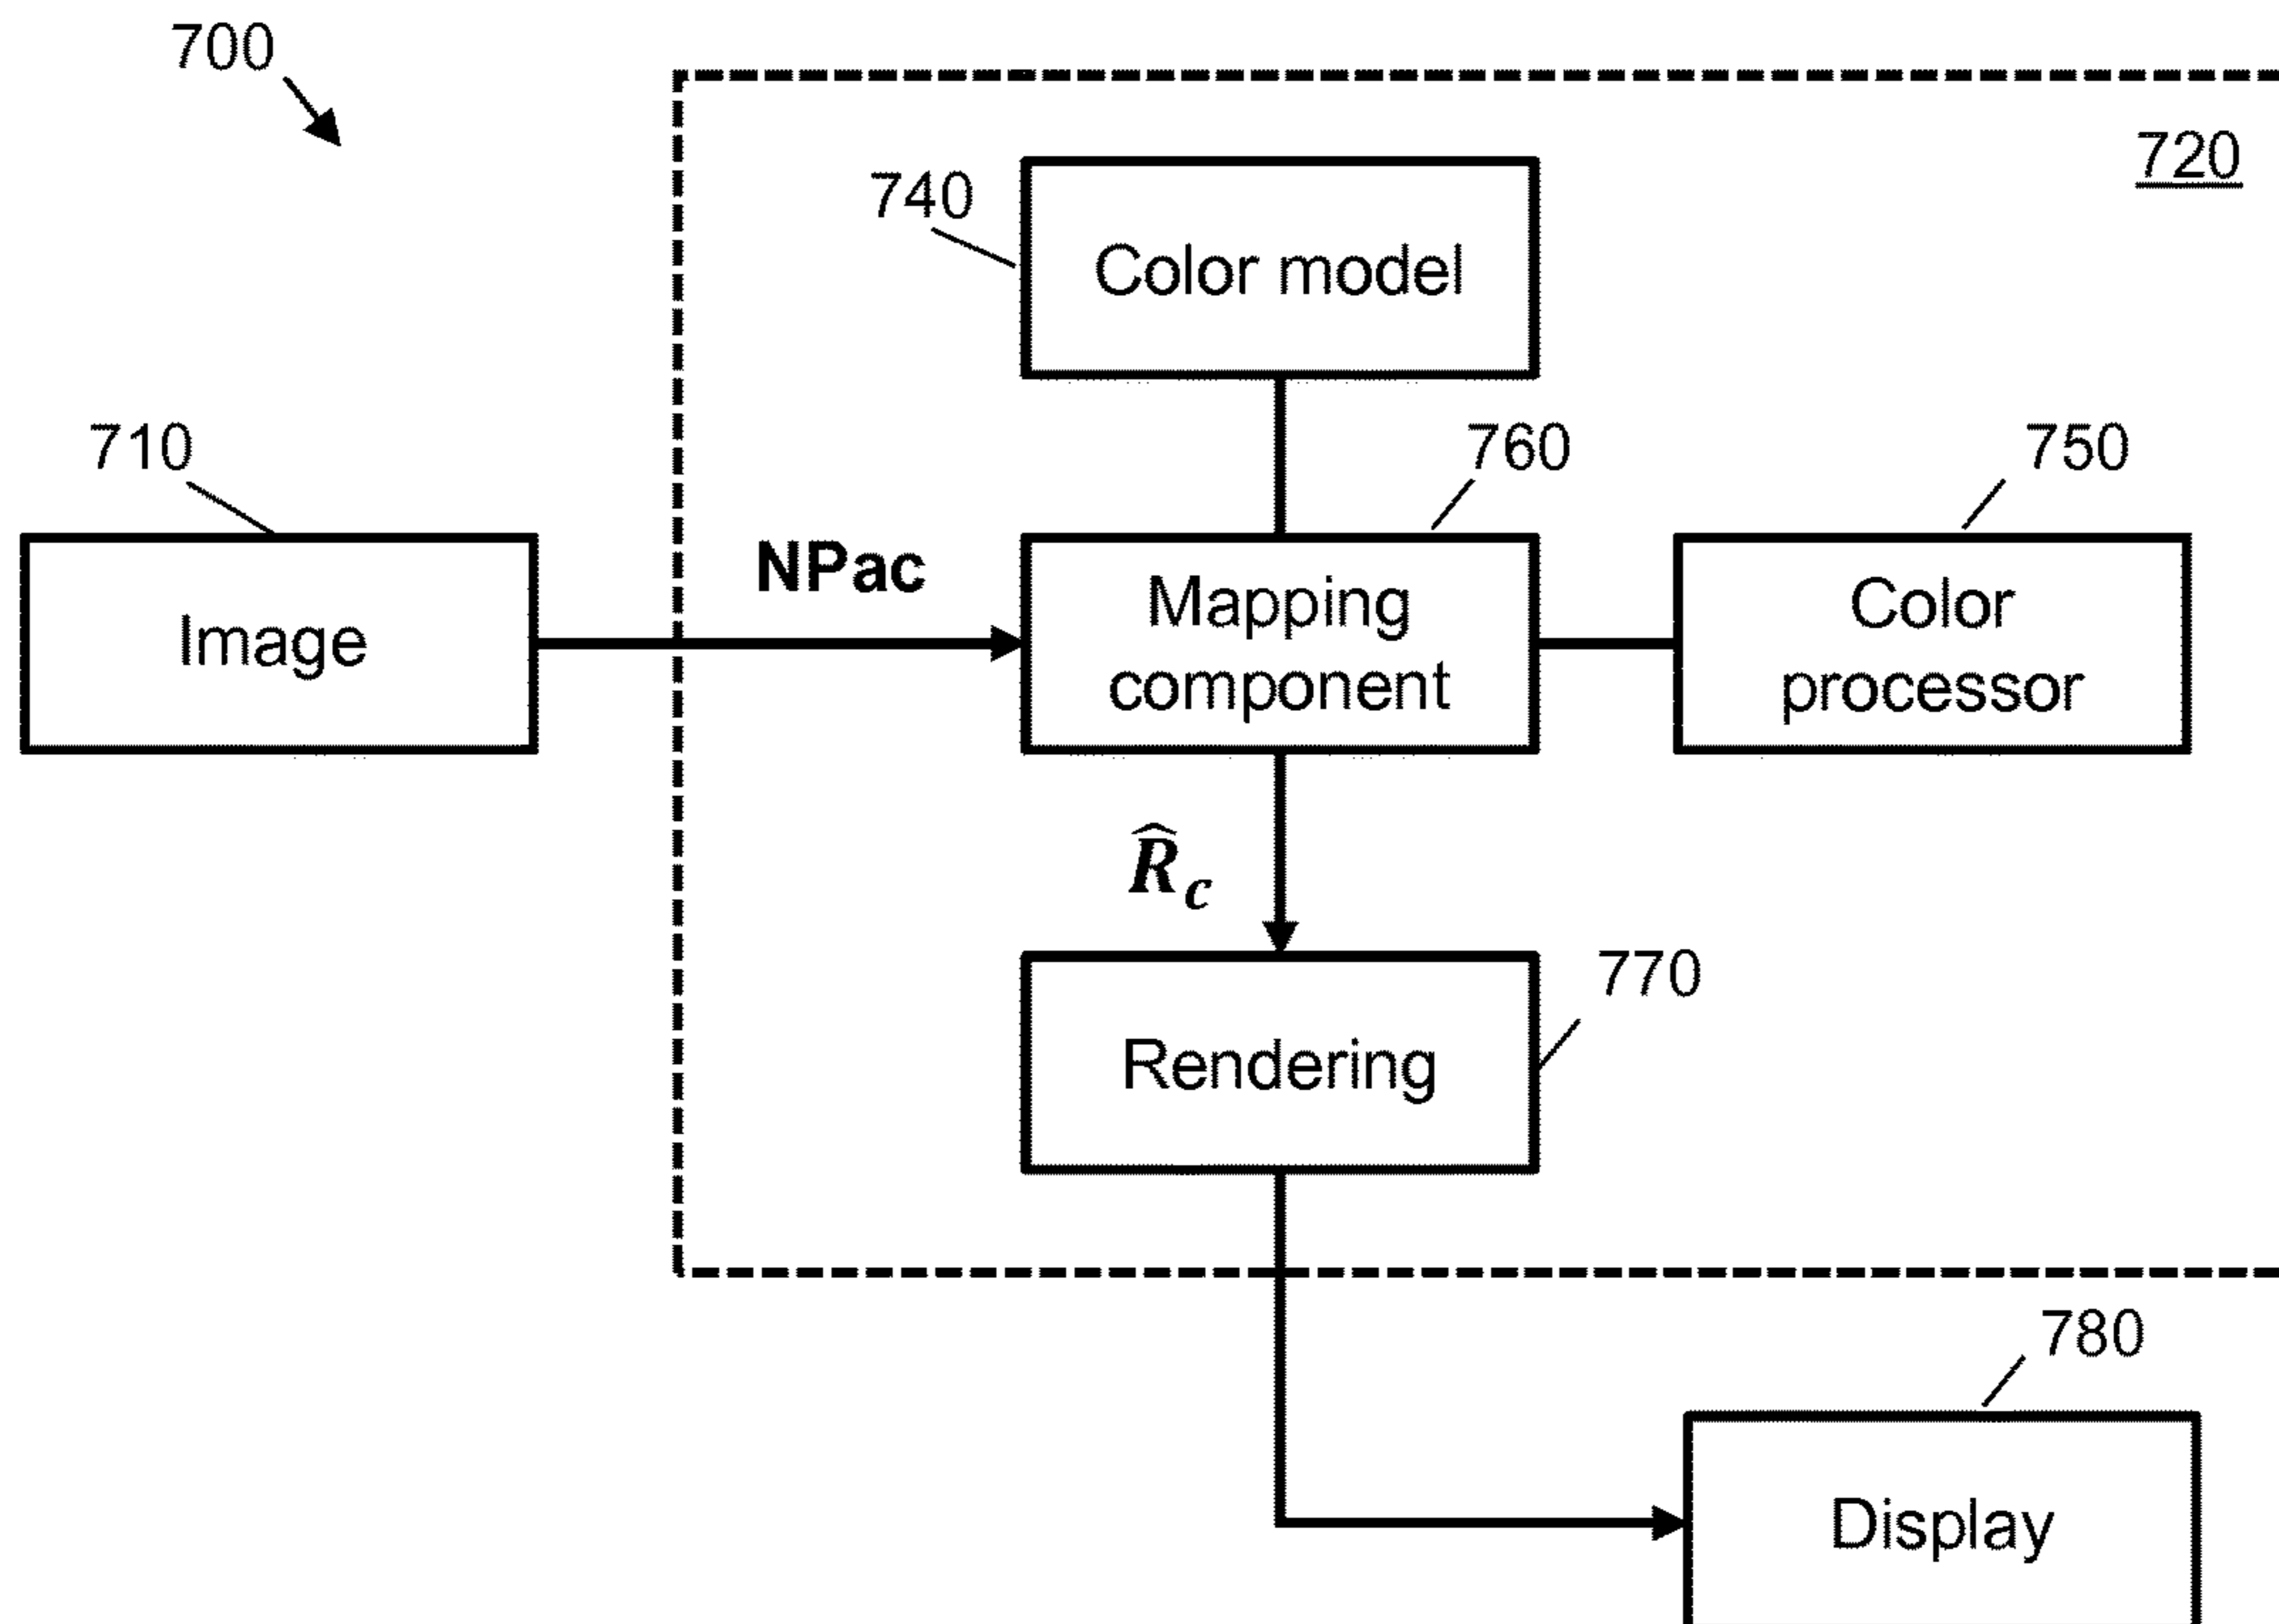 700
720
740
Color model
710
760
750
Image
NPac
Mapping
component
Color
processor
R̂c
770
Rendering
780
Display